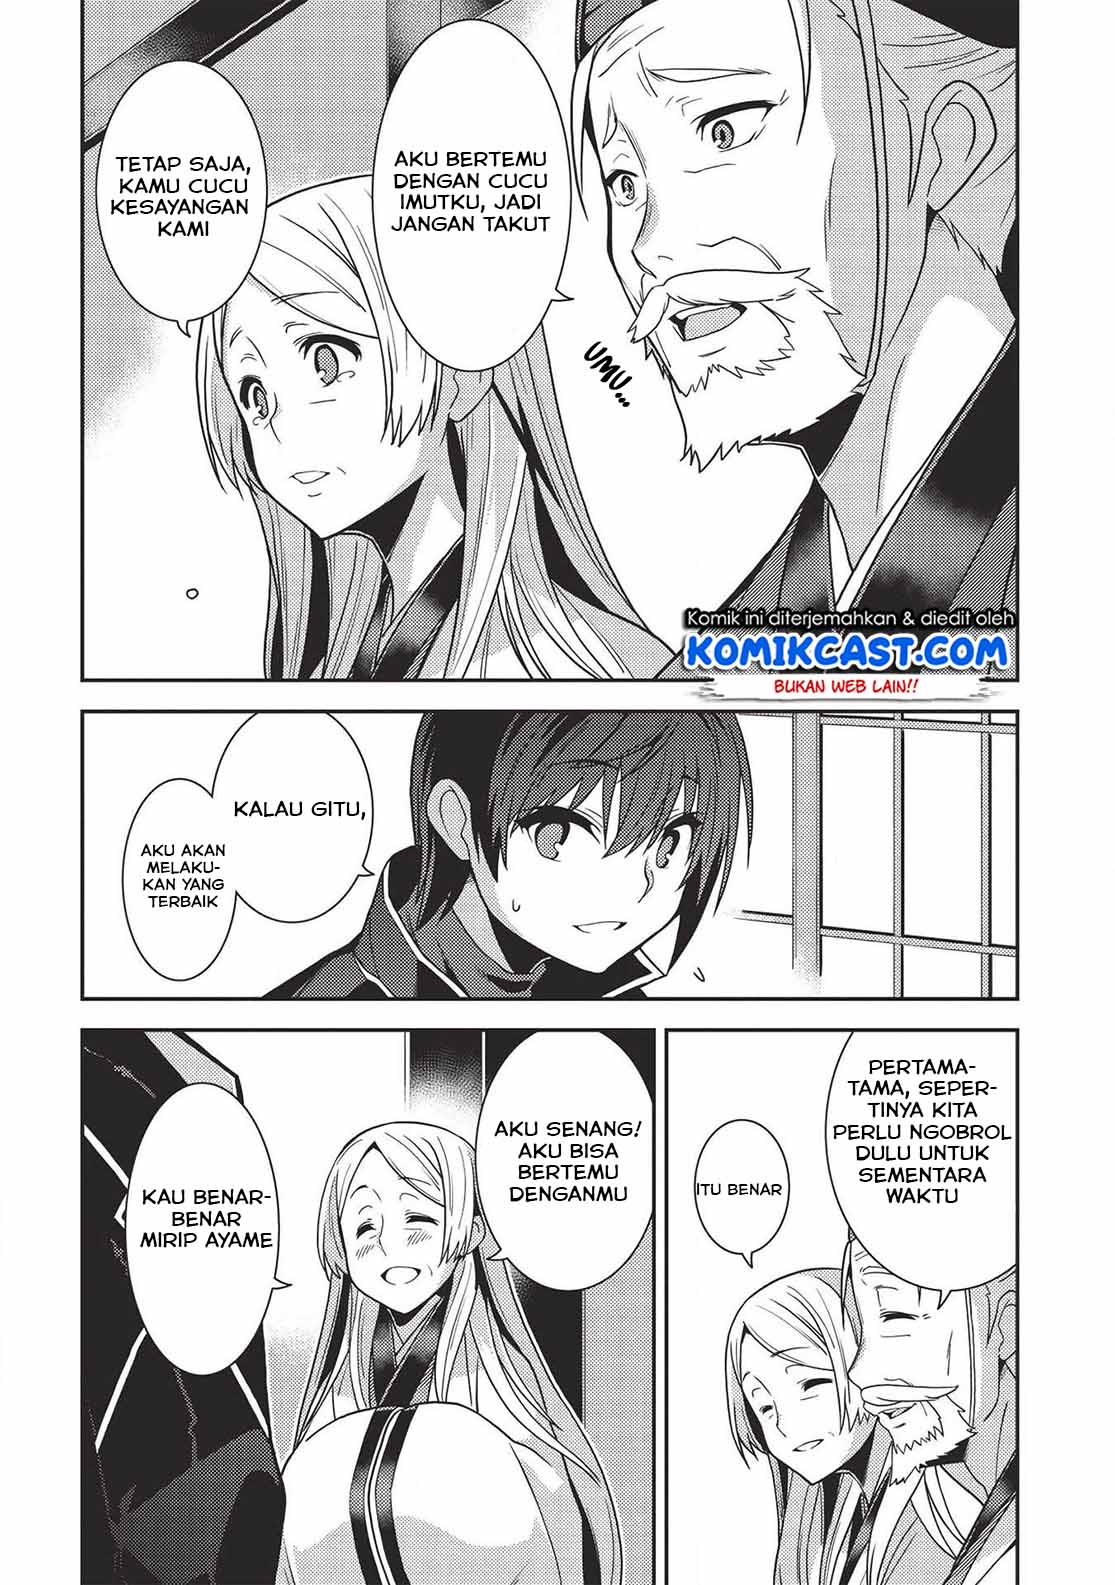 AKU BERTEMU
DENGAN CUCU
IMUTKU, JADI
JANGAN TAKUT
TETAP SAJA,
KAMU CUCU
KESAYANGAN
KAMI
UMU...
Komik ini diterjemahkan & diedit oleh
KOMIKCAST.COM
BUKAN WEB LAIN!!
KALAU GITU,
AKU AKAN
MELAKU-
KAN YANG
TERBAIK
PERTAMA-
TAMA, SEPER-
TINYA KITA
PERLU NGOBROL
DULU UNTUK
SEMENTARA
WAKTU
ITU BENAR
AKU SENANG!
AKU BISA
BERTEMU
DENGANMU
KAU BENAR-
BENAR
MIRIP AYAME